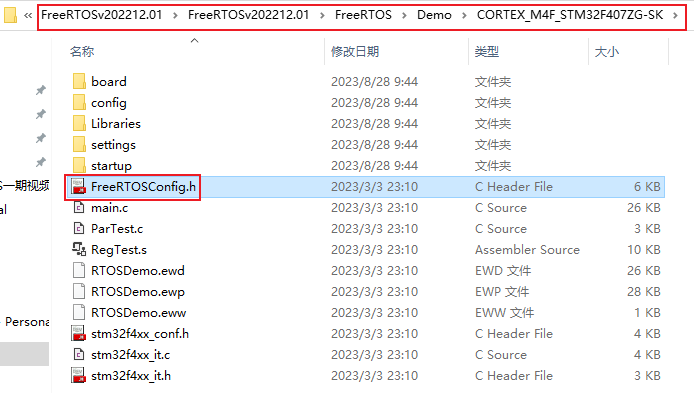 « FreeRTOSv202212.01 › FreeRTOSv202212.01 › FreeRTOS › Demo › CORTEX_M4F_STM32F407ZG-SK ›
名称 修改日期 类型 大小
board 2023/8/28 9:44 文件夹
config 2023/8/28 9:44 文件夹
Libraries 2023/8/28 9:44 文件夹
settings 2023/8/28 9:44 文件夹
startup 2023/8/28 9:44 文件夹
S一期视频 FreeRTOSConfig.h 2023/3/3 23:10 C Header File 6 KB
al main.c 2023/3/3 23:10 C Source 26 KB
ParTest.c 2023/3/3 23:10 C Source 3 KB
RegTest.s 2023/3/3 23:10 Assembler Source 10 KB
RTOSDemo.ewd 2023/3/3 23:10 EWD 文件 26 KB
RTOSDemo.ewp 2023/3/3 23:10 EWP 文件 28 KB
RTOSDemo.eww 2023/3/3 23:10 EWW 文件 1 KB
- Persona stm32f4xx_conf.h 2023/3/3 23:10 C Header File 4 KB
stm32f4xx_it.c 2023/3/3 23:10 C Source 4 KB
stm32f4xx_it.h 2023/3/3 23:10 C Header File 4 KB